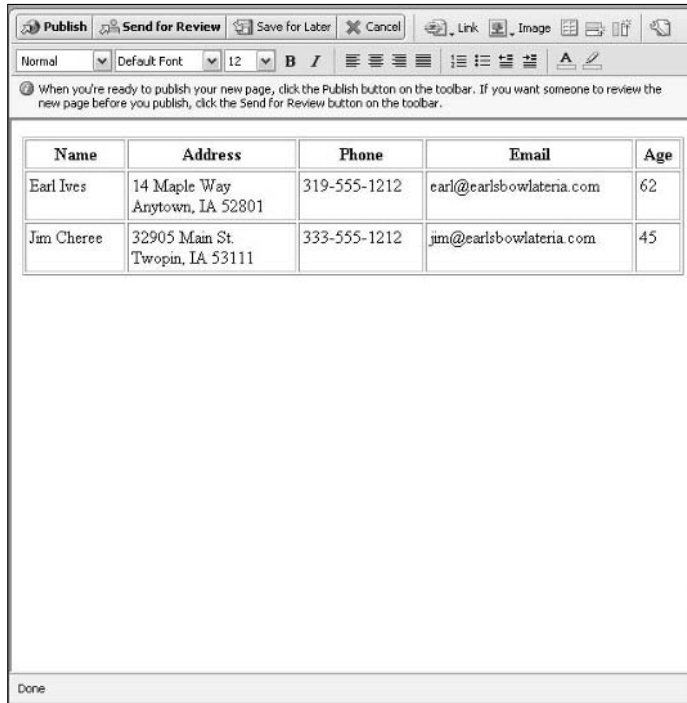 Publish Send for Review Save for Later Cancel Link Image
Normal Default Font 12 B I A
When you're ready to publish your new page, click the Publish button on the toolbar. If you want someone to review the
new page before you publish, click the Send for Review button on the toolbar.
Name Address Phone Email Age
Earl Ives 14 Maple Way 319-555-1212 earl@earlsbowlateria.com 62
Anytown, IA 52801
Jim Cheree 32905 Main St. 333-555-1212 jim@earlsbowlateria.com 45
Twopin, IA 53111
Done